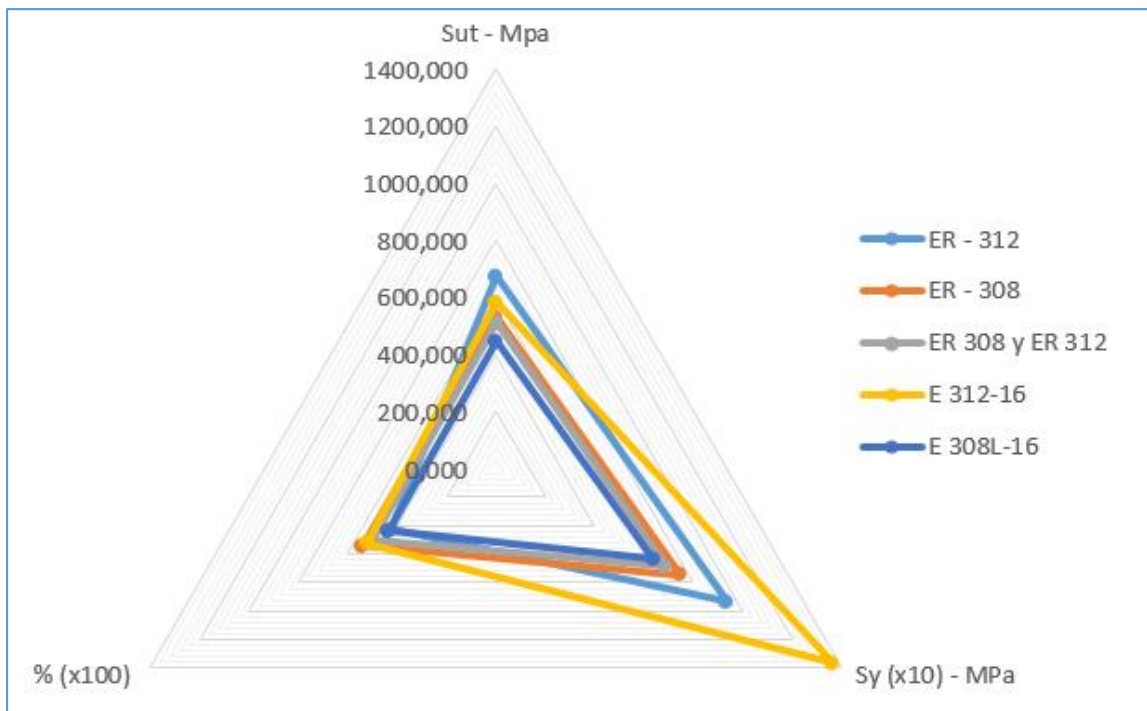 Sut - Mpa
1400,000
1200,000
1000,000
800,000
600,000
400,000
200,000
0,000
% (x100)
Sy (x10) - MPa
ER - 312
ER - 308
ER 308 y ER 312
E 312-16
E 308L-16